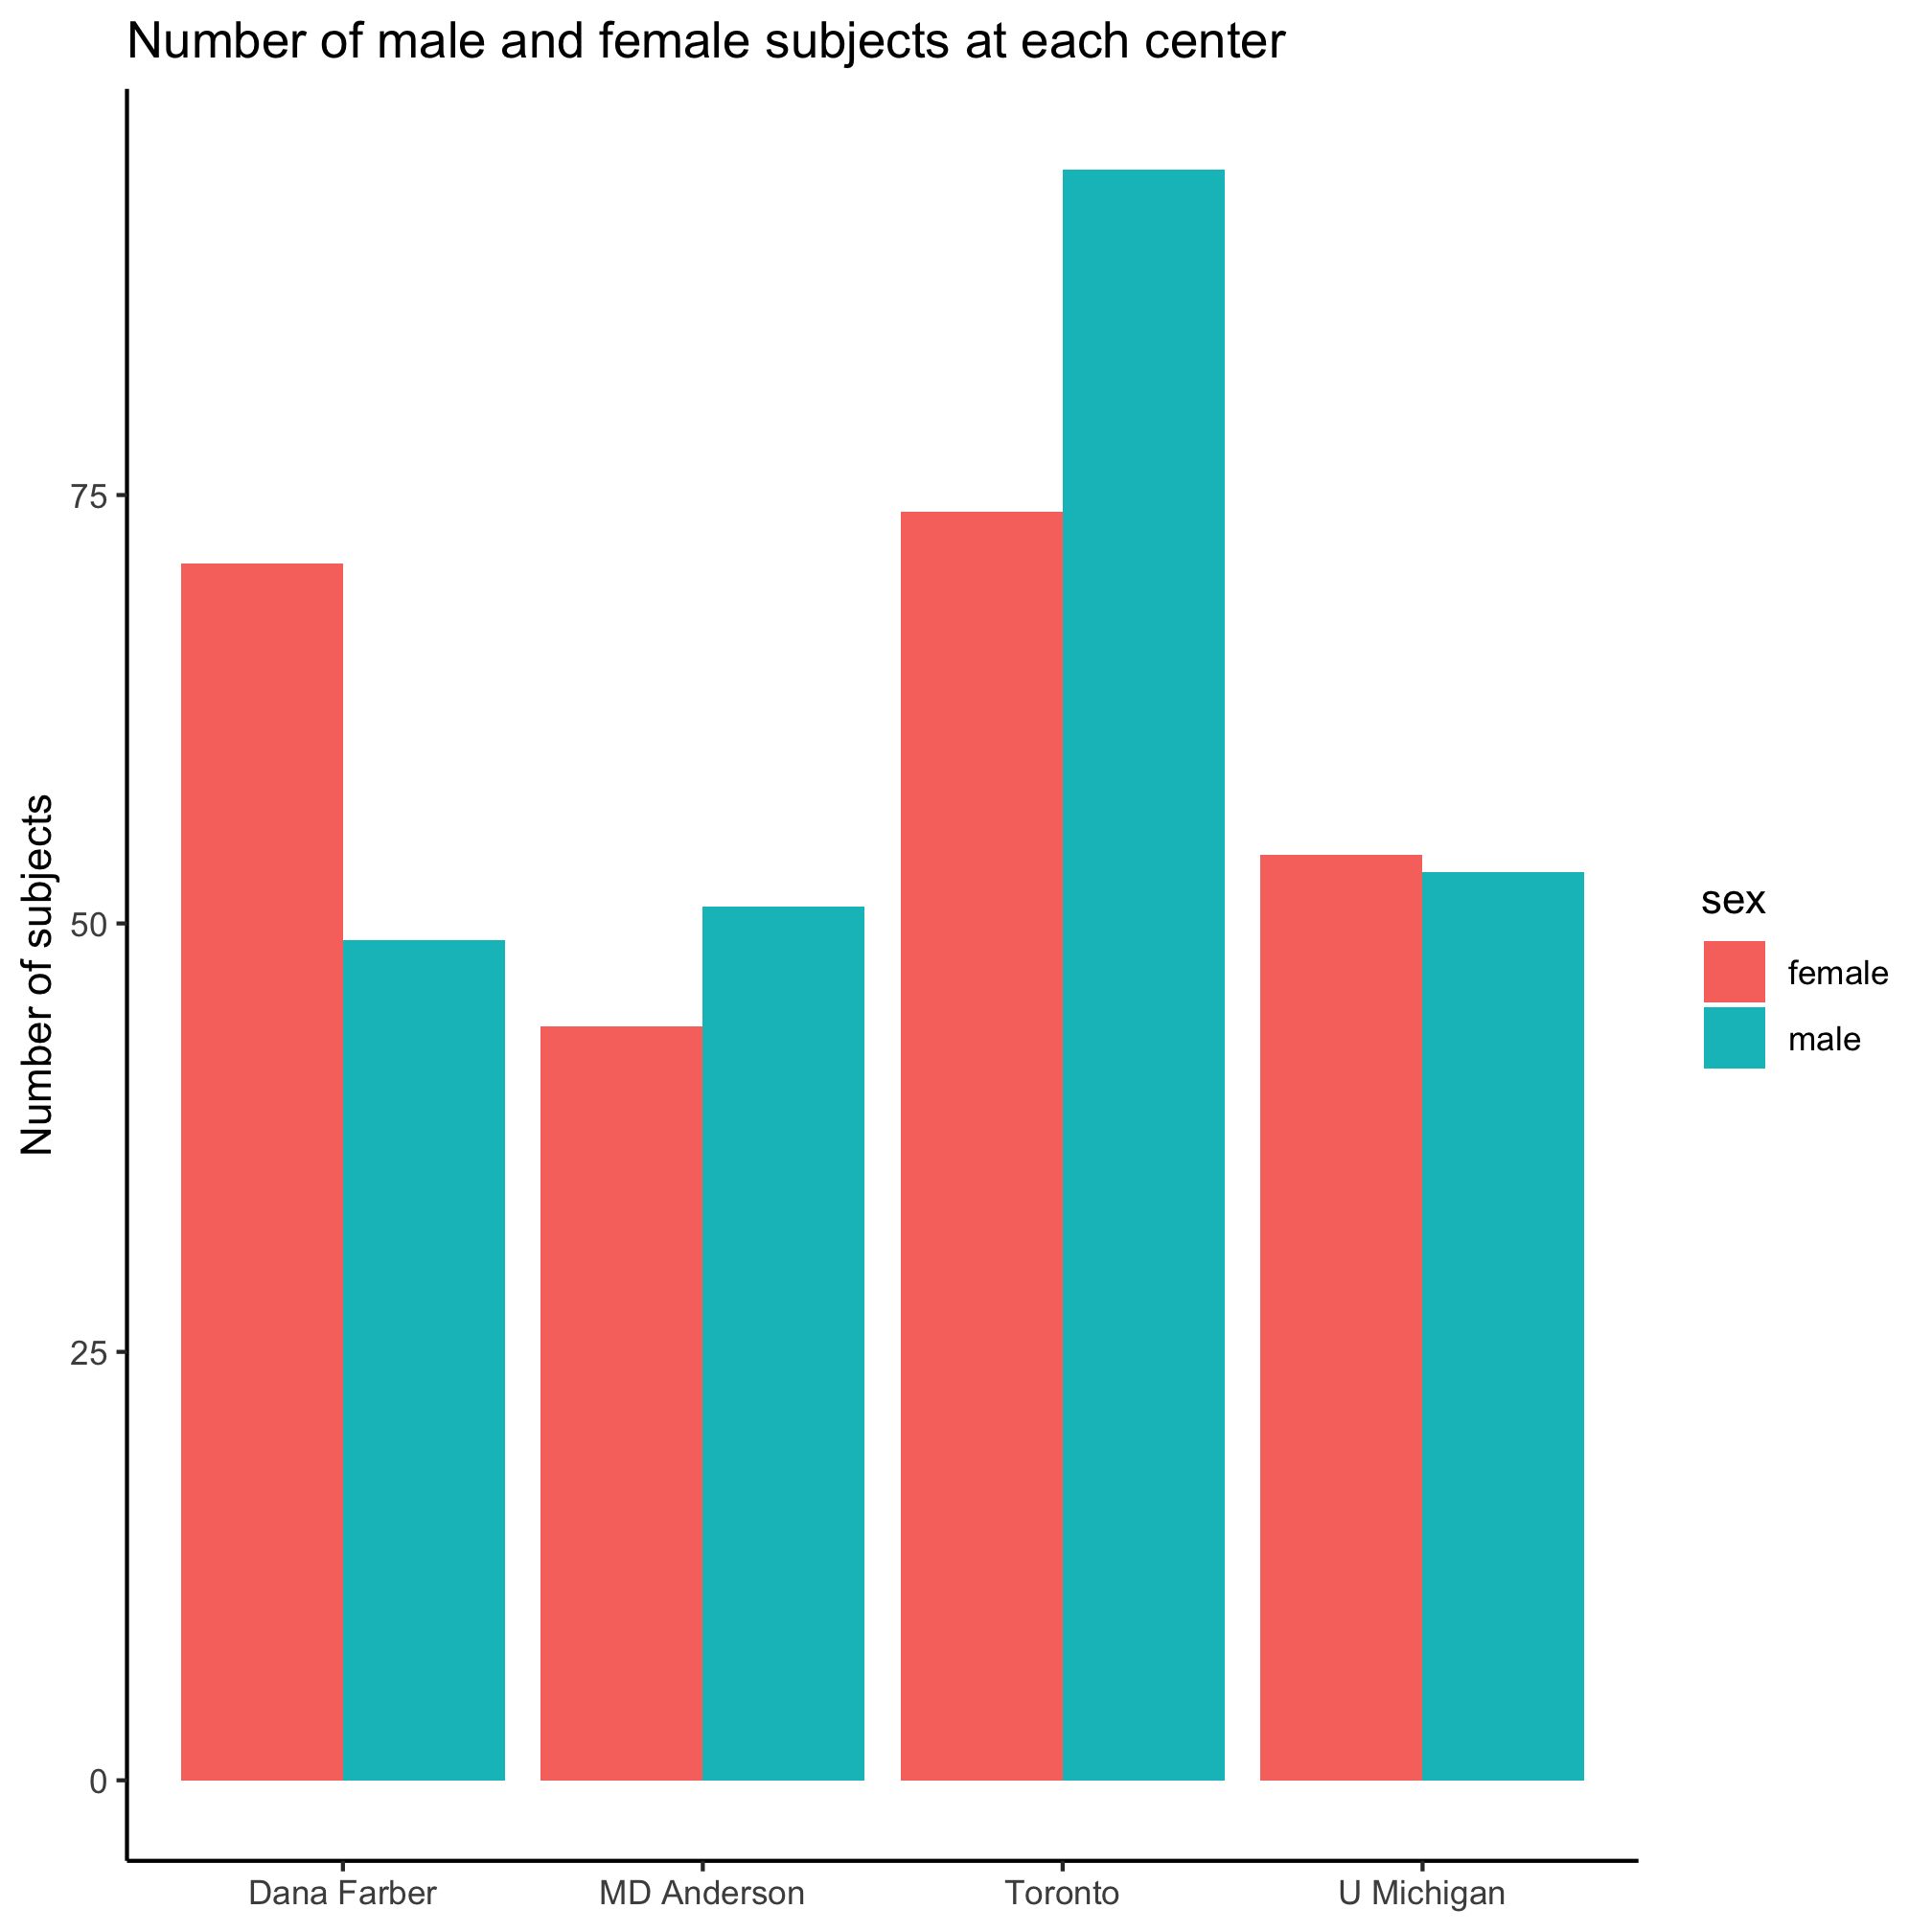 Number of male and female subjects at each center
Number of subjects
75
50
25
0
Dana Farber
MD Anderson
Toronto
U Michigan
sex
female
male